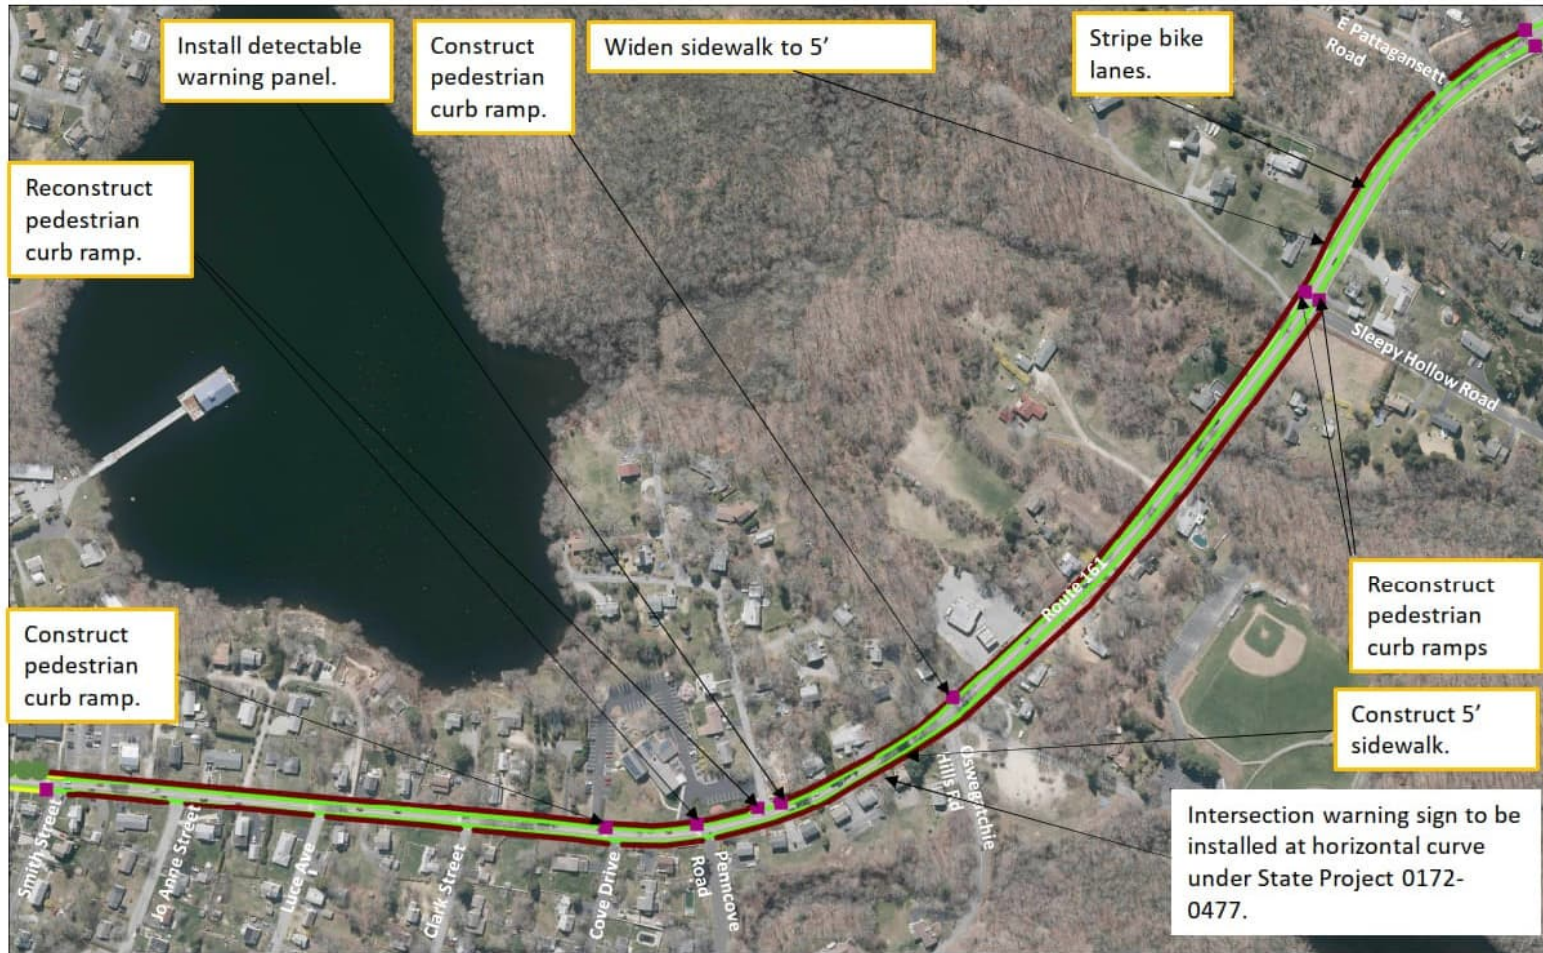 Install detectable
warning panel.
Construct
pedestrian
curb ramp.
Widen sidewalk to 5’
Stripe bike
lanes.
E Pattagansett
Road
Reconstruct
pedestrian
curb ramp.
Sleepy Hollow Road
Route 161
Reconstruct
pedestrian
curb ramps
Construct
pedestrian
curb ramp.
Construct 5’
sidewalk.
Intersection warning sign to be
installed at horizontal curve
under State Project 0172-
0477.
Smith Street
Jo Anne Street
Luce Ave
Clark Street
Cove Drive
Penncove
Road
Oswegatchie
Hills Rd